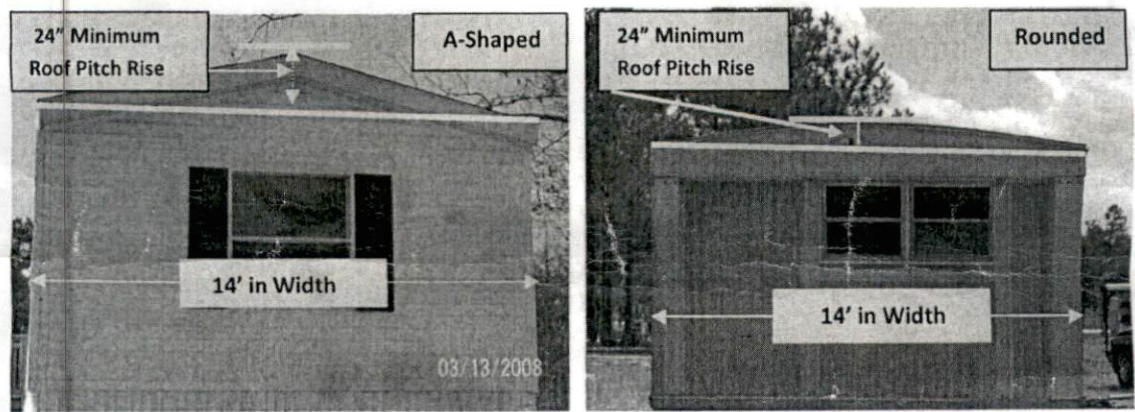 24" Minimum
Roof Pitch Rise
A-Shaped
14' in Width
03/13/2008
24" Minimum
Roof Pitch Rise
Rounded
14' in Width